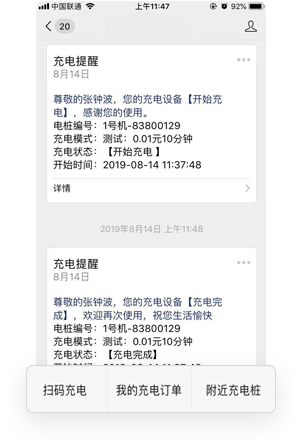 中国联通
上午11:47
92%
20
充电提醒
8月14日
尊敬的张钟波，您的充电设备【开始充
电】，感谢您的使用。
电桩编号：1号机-83800129
充电模式：测试：0.01元10分钟
充电状态：【开始充电 】
开始时间：2019-08-14 11:37:48
详情
2019年8月14日 上午11:48
充电提醒
8月14日
尊敬的张钟波，您的充电设备【充电完
成】，欢迎再次使用，祝您生活愉快
电桩编号：1号机-83800129
充电模式：测试：0.01元10分钟
充电状态：【充电完成】
扫码充电
我的充电订单
附近充电桩